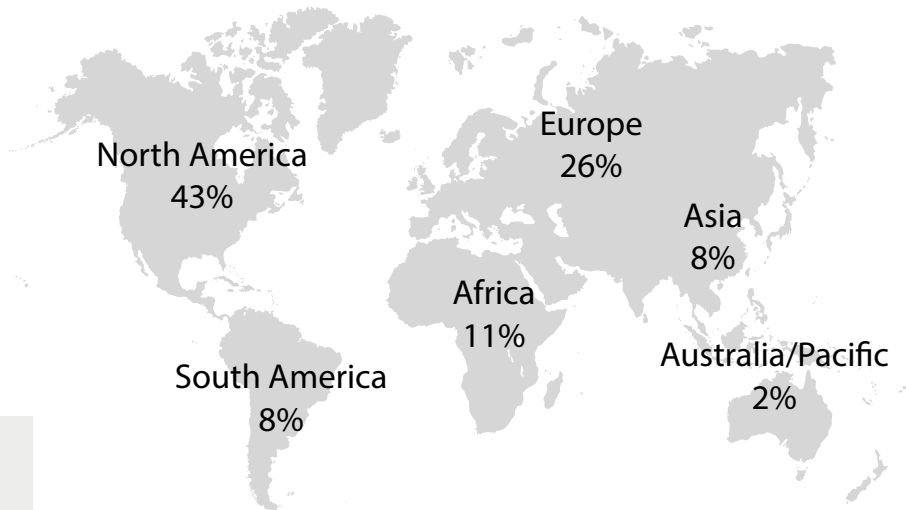 Europe
26%
North America
43%
Asia
8%
Africa
11%
Australia/Pacific
2%
South America
8%